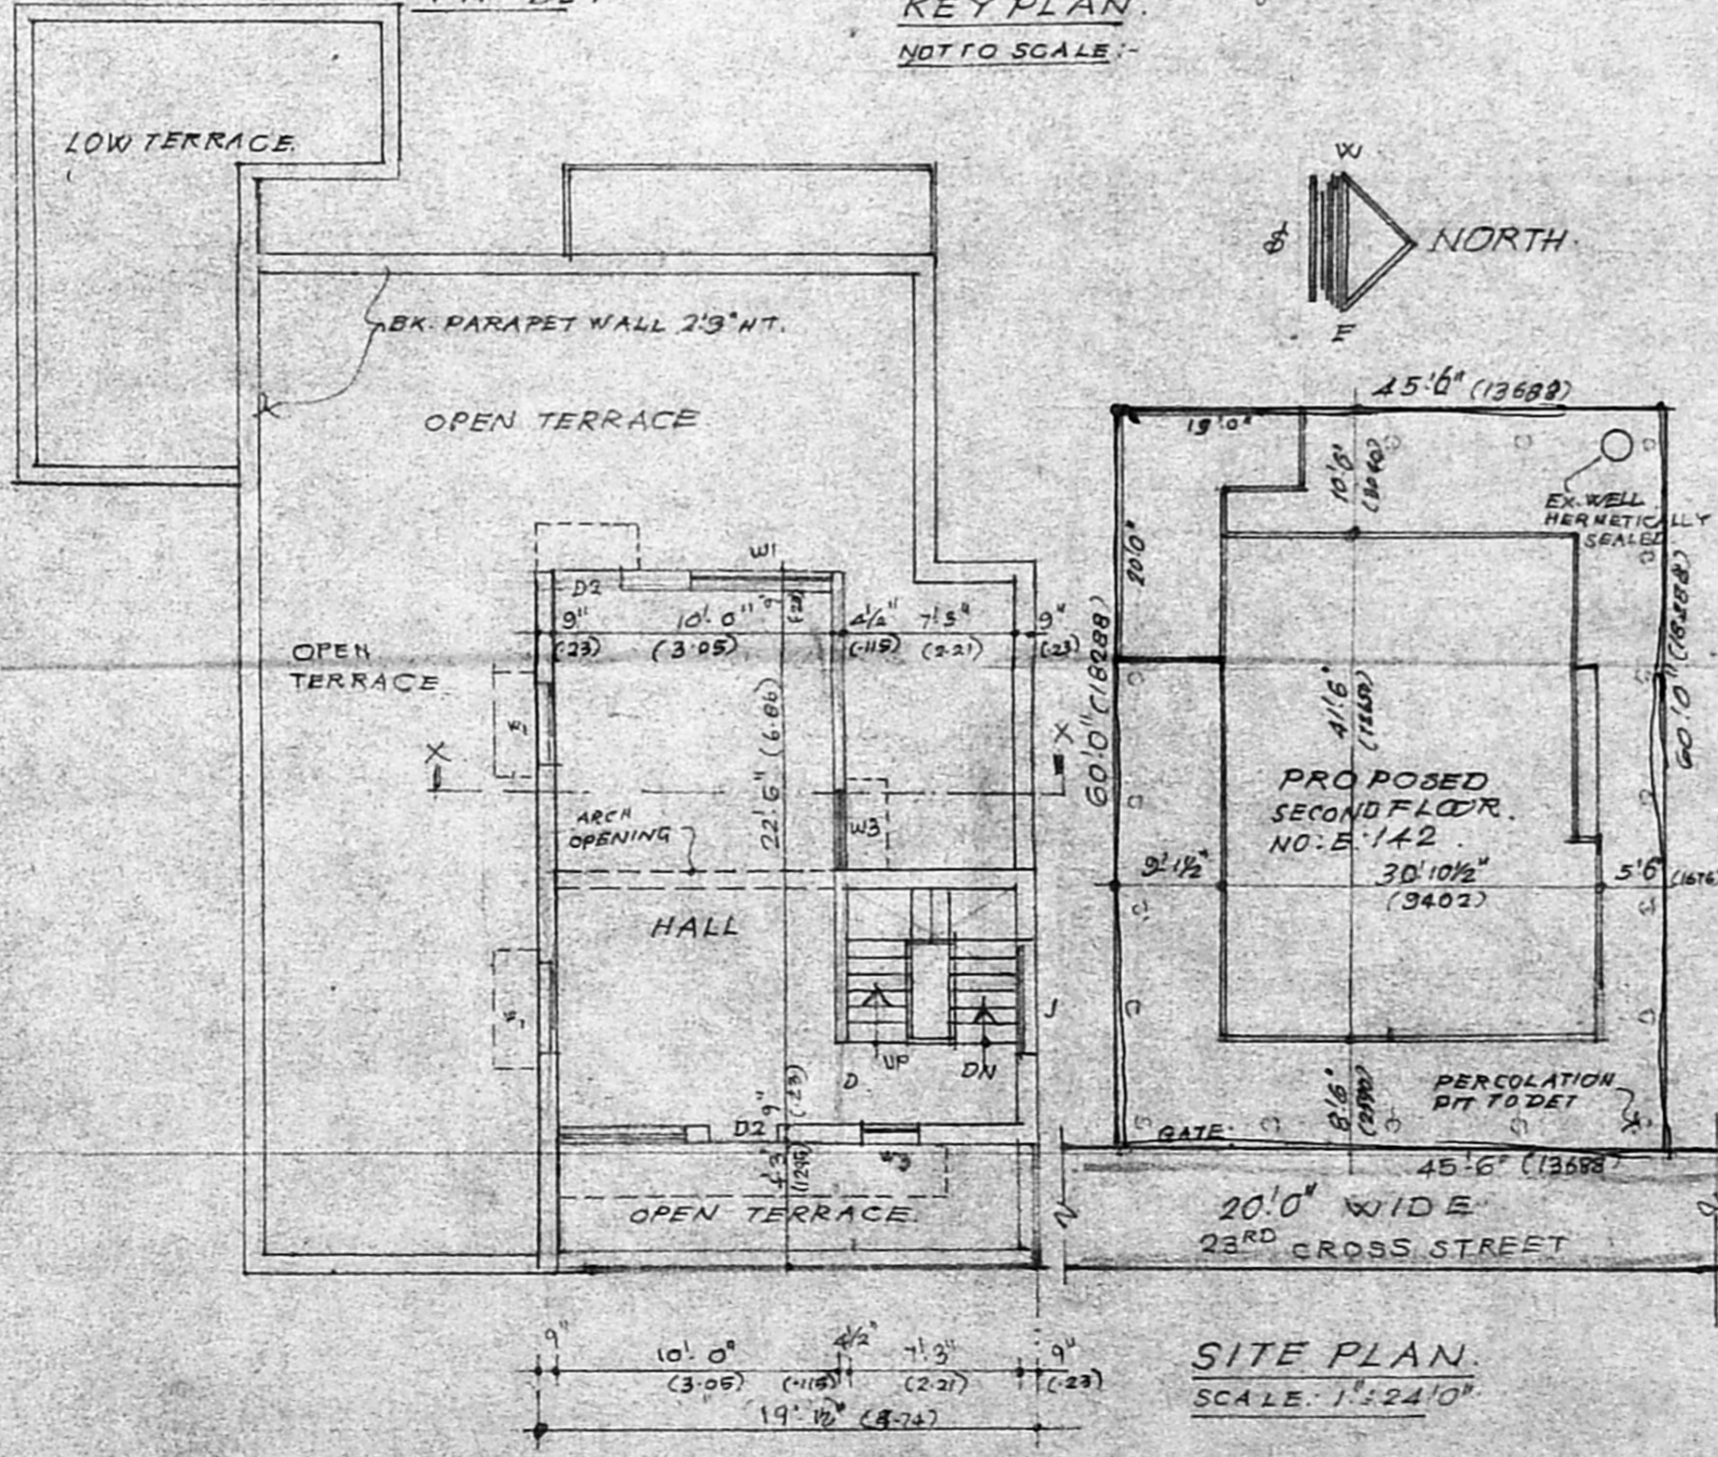 KEY PLAN.
NOT TO SCALE:-
LOW TERRACE.
W
NORTH.
E
BK. PARAPET WALL 2'9" HT.
OPEN TERRACE
45'6" (13688)
19'0"
10'6"
EX. WELL
HERMETICALLY
SEALED
20'0"
60'0" (18288)
60'0" (18288)
W1
D2
9" 10'0" 9" 4½" 7'3" 9"
(.23) (3.05) (.115) (2.21) (.23)
OPEN
TERRACE
X
X
22'6" (6.86)
41'6"
ARCH
OPENING
W3
PROPOSED
SECOND FLOOR.
NO: E.142.
9'1½"
30'10½"
(9402)
5'6" (1676)
HALL
UP
DN
D
D2
9"
(.23)
4'3"
(1295)
OPEN TERRACE.
8'6"
PERCOLATION
PIT TO DET
GATE
45'6" (13688)
20'0" WIDE
23RD CROSS STREET
9" 10'0" 4½" 7'3" 9"
(3.05) (.115) (2.21) (.23)
19'1½"
SITE PLAN.
SCALE: 1":24'0"